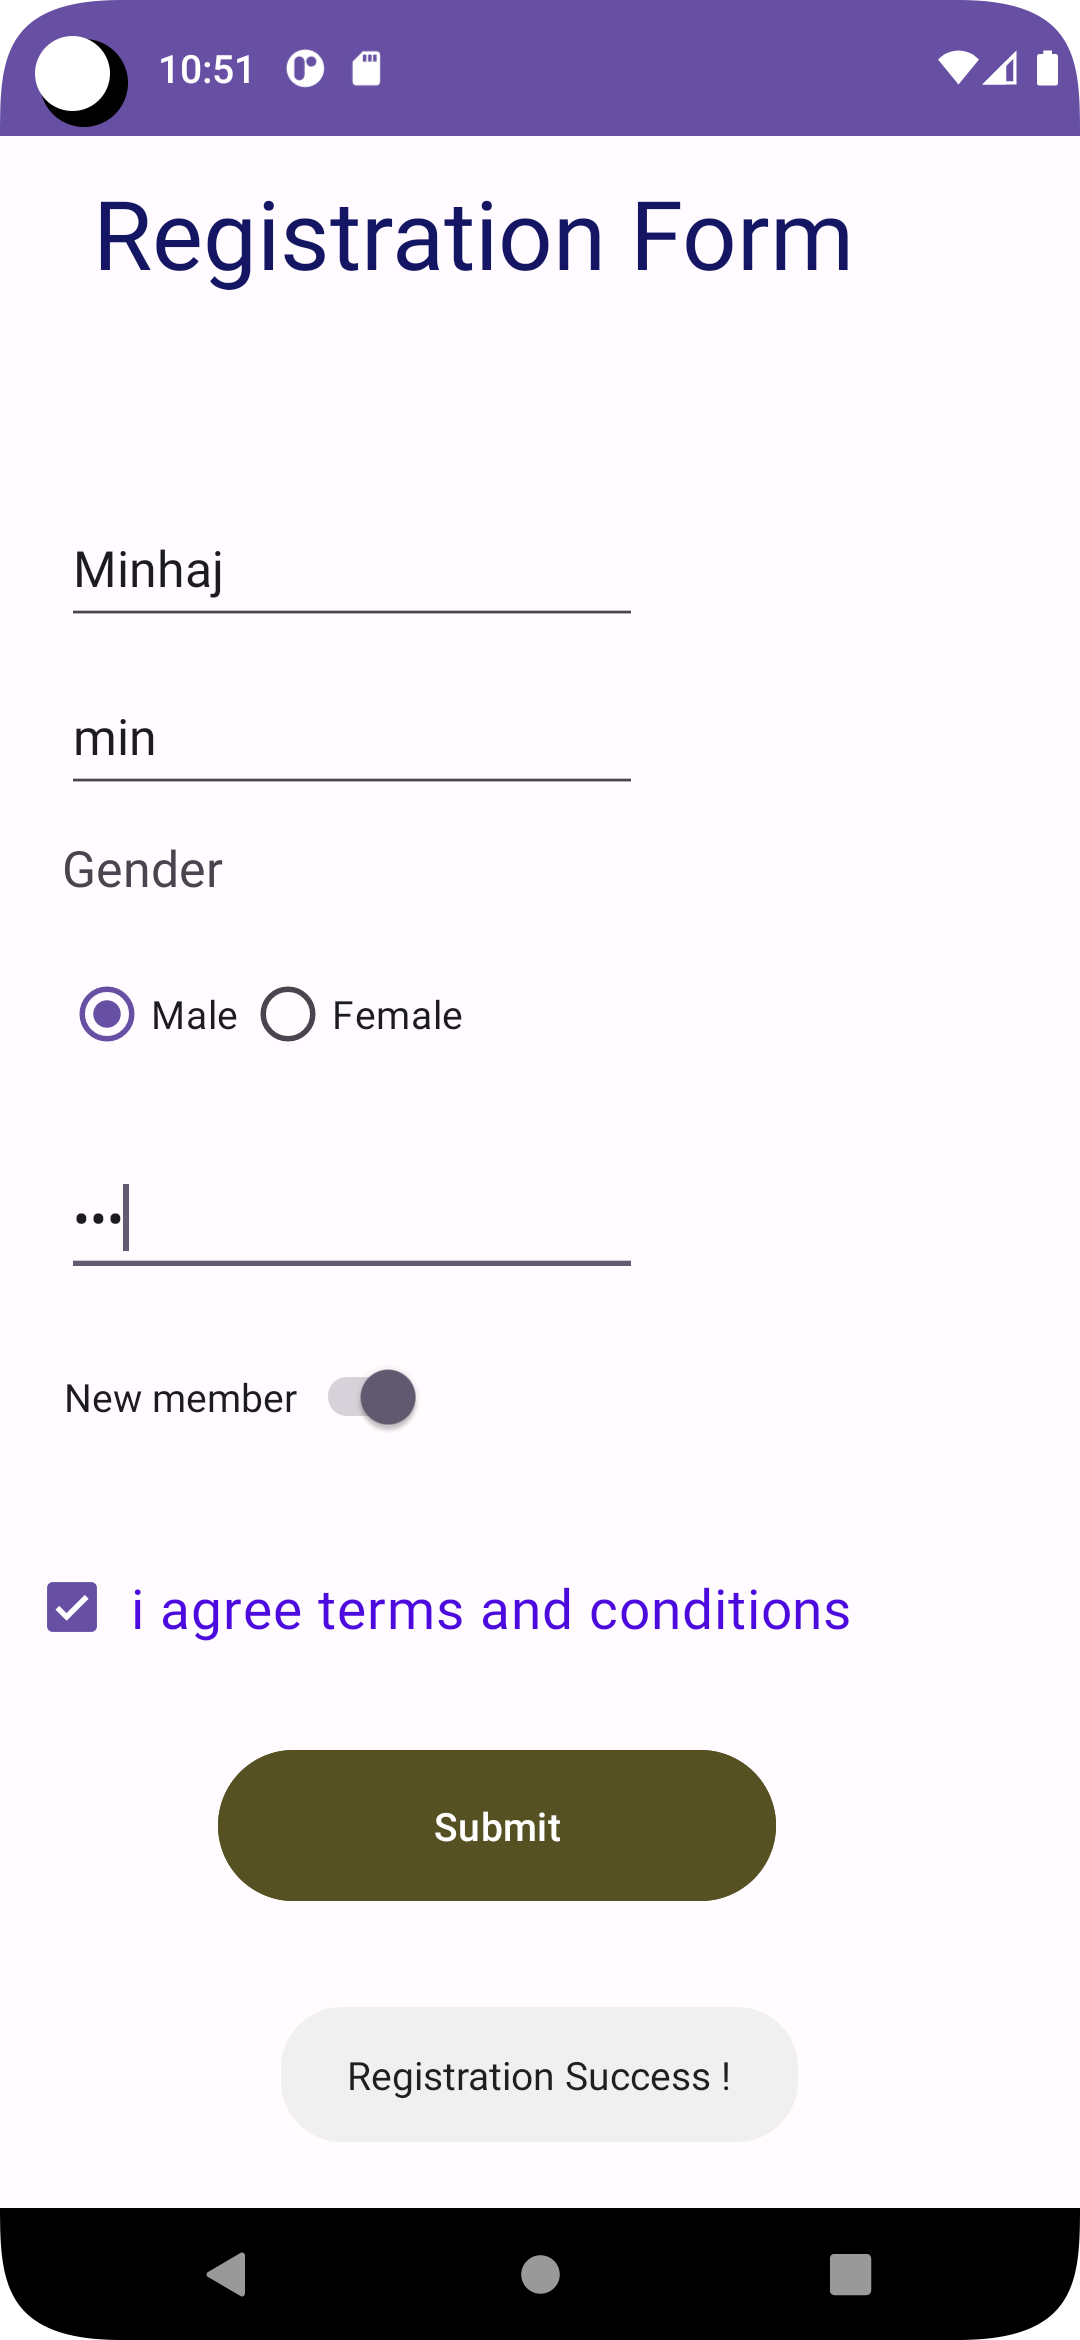 10:51
Registration Form
Minhaj
min
Gender
Male Female
•••
New member
i agree terms and conditions
Submit
Registration Success !